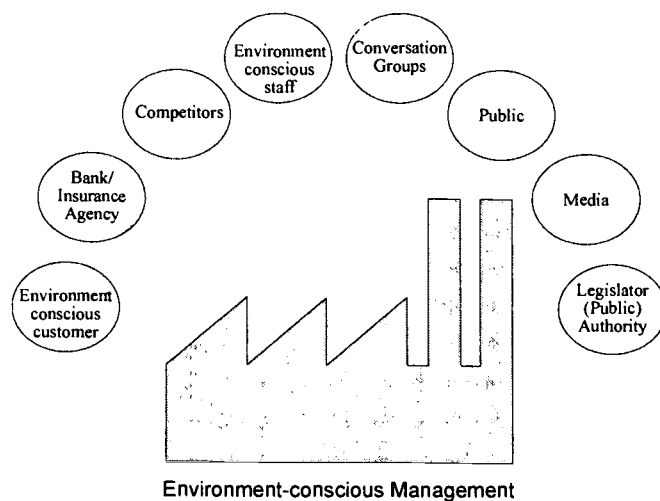 Environment
conscious
staff
Conversation
Groups
Competitors
Public
Bank/
Insurance
Agency
Media
Environment
conscious
customer
Legislator
(Public)
Authority
Environment-conscious Management